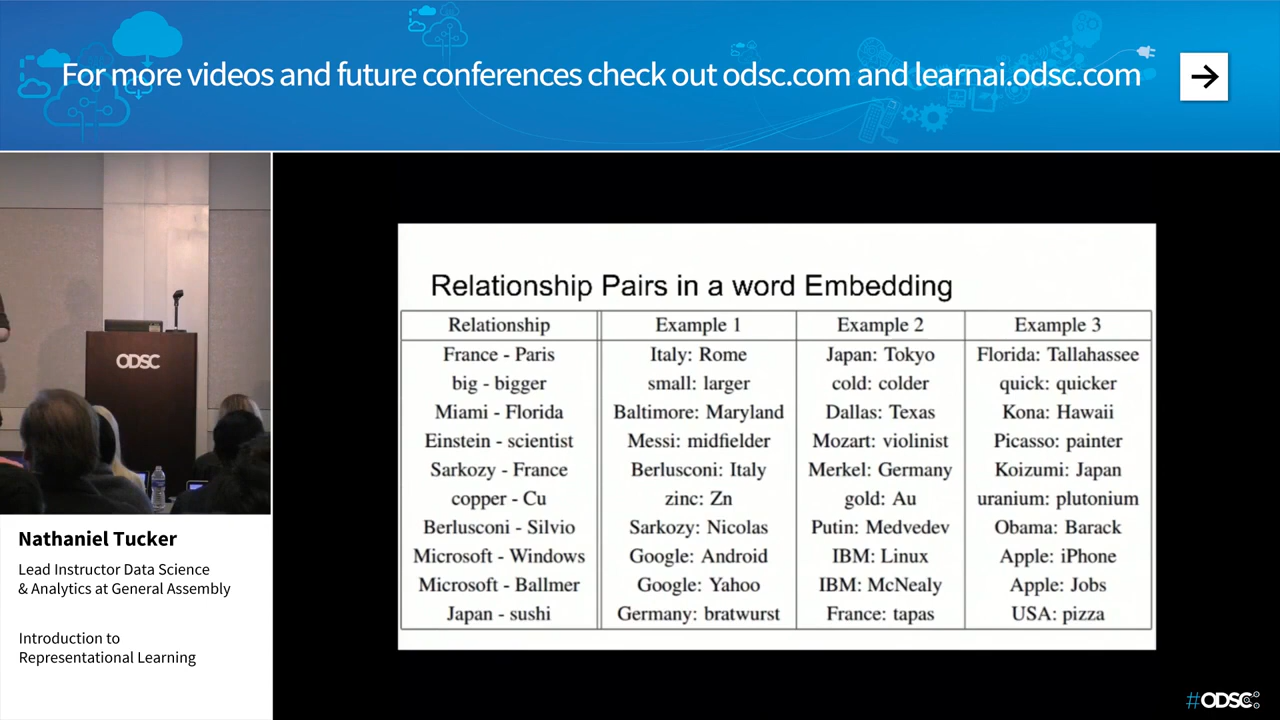 For more videos and future conferences check out odsc.com and learnai.odsc.com
ODSC
Nathaniel Tucker
Lead Instructor Data Science
& Analytics at General Assembly
Introduction to
Representational Learning
Relationship Pairs in a word Embedding
Relationship Example 1 Example 2 Example 3
France - Paris Italy: Rome Japan: Tokyo Florida: Tallahassee
big - bigger small: larger cold: colder quick: quicker
Miami - Florida Baltimore: Maryland Dallas: Texas Kona: Hawaii
Einstein - scientist Messi: midfielder Mozart: violinist Picasso: painter
Sarkozy - France Berlusconi: Italy Merkel: Germany Koizumi: Japan
copper - Cu zinc: Zn gold: Au uranium: plutonium
Berlusconi - Silvio Sarkozy: Nicolas Putin: Medvedev Obama: Barack
Microsoft - Windows Google: Android IBM: Linux Apple: iPhone
Microsoft - Ballmer Google: Yahoo IBM: McNealy Apple: Jobs
Japan - sushi Germany: bratwurst France: tapas USA: pizza
#ODSC